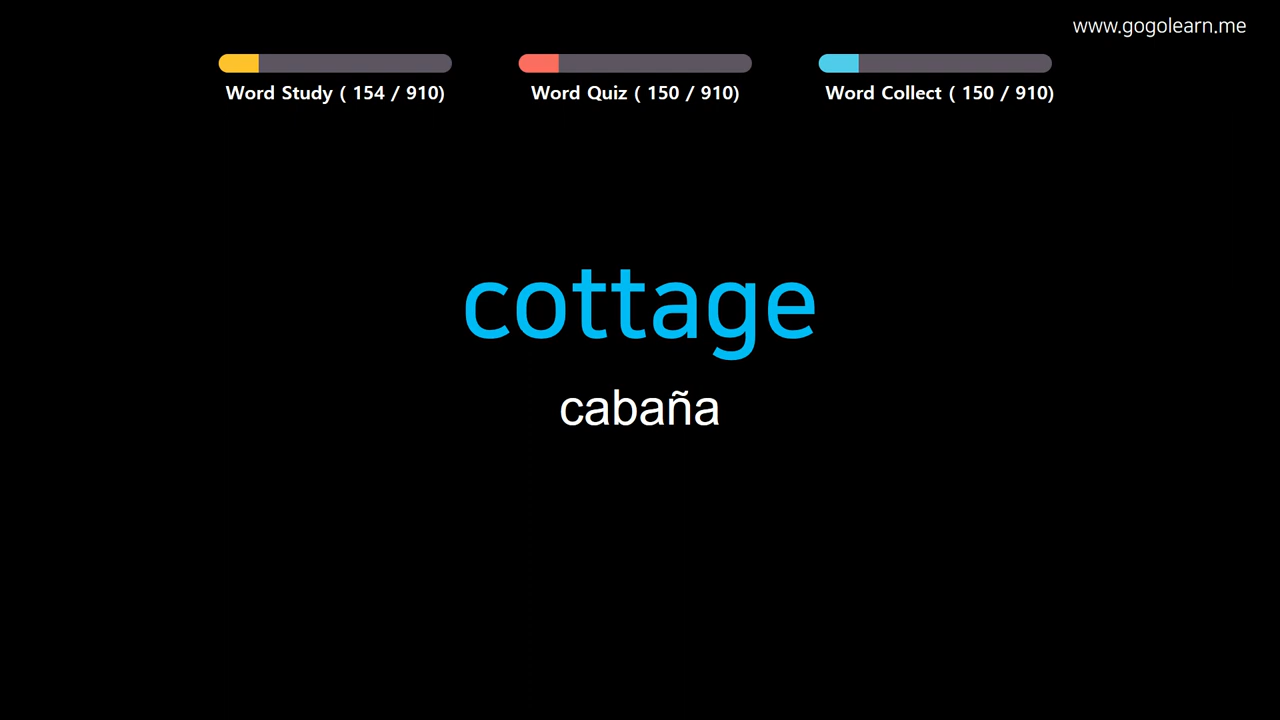 www.gogolearn.me
Word Study ( 154 / 910)
Word Quiz ( 150 / 910)
Word Collect ( 150 / 910)
cottage
cabaña